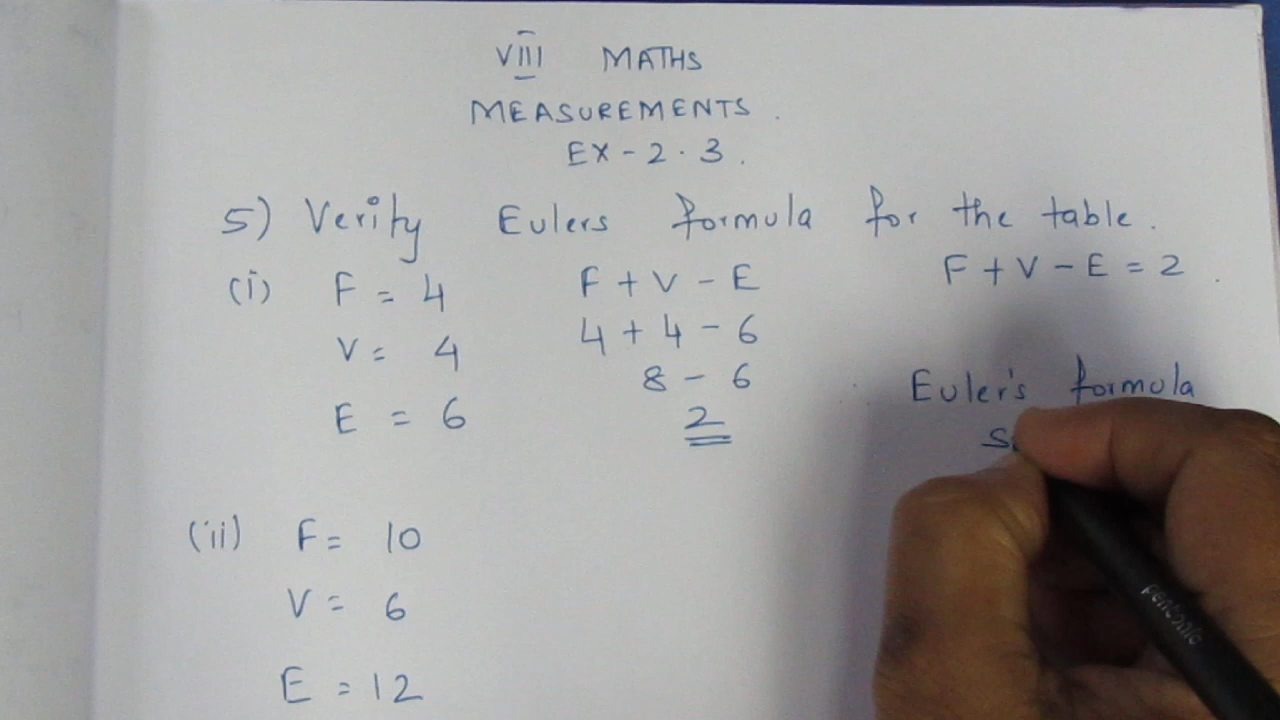 VIII MATHS
MEASUREMENTS.
EX - 2.3.
5) Verify Eulers formula for the table.
F + V - E = 2.
(i) F = 4 F + V - E
V = 4 4 + 4 - 6
8 - 6
E = 6 2
Euler's formula
(ii) F = 10
V = 6
E = 12
pentonic